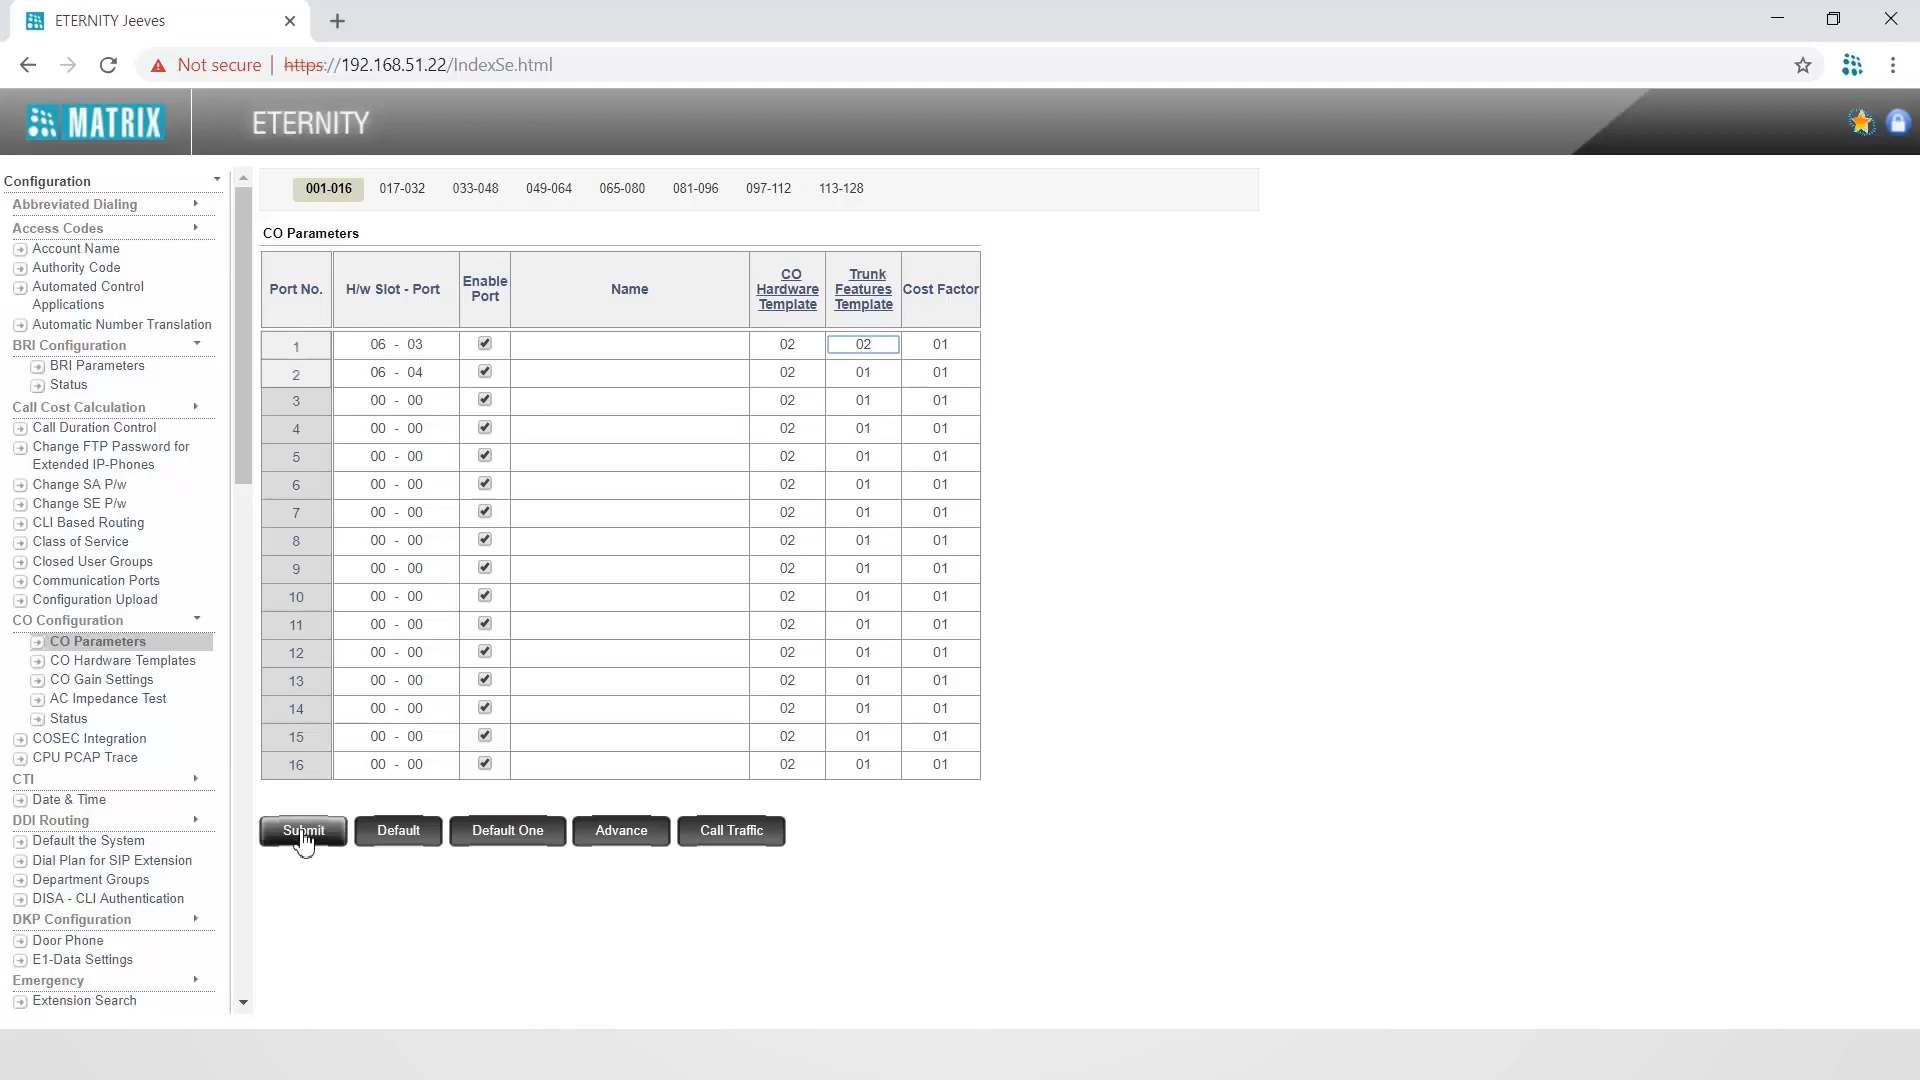 ETERNITY Jeeves
Not secure | https://192.168.51.22/IndexSe.html
MATRIX
ETERNITY
Configuration
Abbreviated Dialing
Access Codes
Account Name
Authority Code
Automated Control
Applications
Automatic Number Translation
BRI Configuration
BRI Parameters
Status
Call Cost Calculation
Call Duration Control
Change FTP Password for
Extended IP-Phones
Change SA P/w
Change SE P/w
CLI Based Routing
Class of Service
Closed User Groups
Communication Ports
Configuration Upload
CO Configuration
CO Parameters
CO Hardware Templates
CO Gain Settings
AC Impedance Test
Status
COSEC Integration
CPU PCAP Trace
CTI
Date & Time
DDI Routing
Default the System
Dial Plan for SIP Extension
Department Groups
DISA - CLI Authentication
DKP Configuration
Door Phone
E1-Data Settings
Emergency
Extension Search
001-016 017-032 033-048 049-064 065-080 081-096 097-112 113-128
CO Parameters
Port No. H/w Slot - Port Enable Port Name CO Hardware Template Trunk Features Template Cost Factor
1 06 - 03 02 02 01
2 06 - 04 02 01 01
3 00 - 00 02 01 01
4 00 - 00 02 01 01
5 00 - 00 02 01 01
6 00 - 00 02 01 01
7 00 - 00 02 01 01
8 00 - 00 02 01 01
9 00 - 00 02 01 01
10 00 - 00 02 01 01
11 00 - 00 02 01 01
12 00 - 00 02 01 01
13 00 - 00 02 01 01
14 00 - 00 02 01 01
15 00 - 00 02 01 01
16 00 - 00 02 01 01
Submit Default Default One Advance Call Traffic